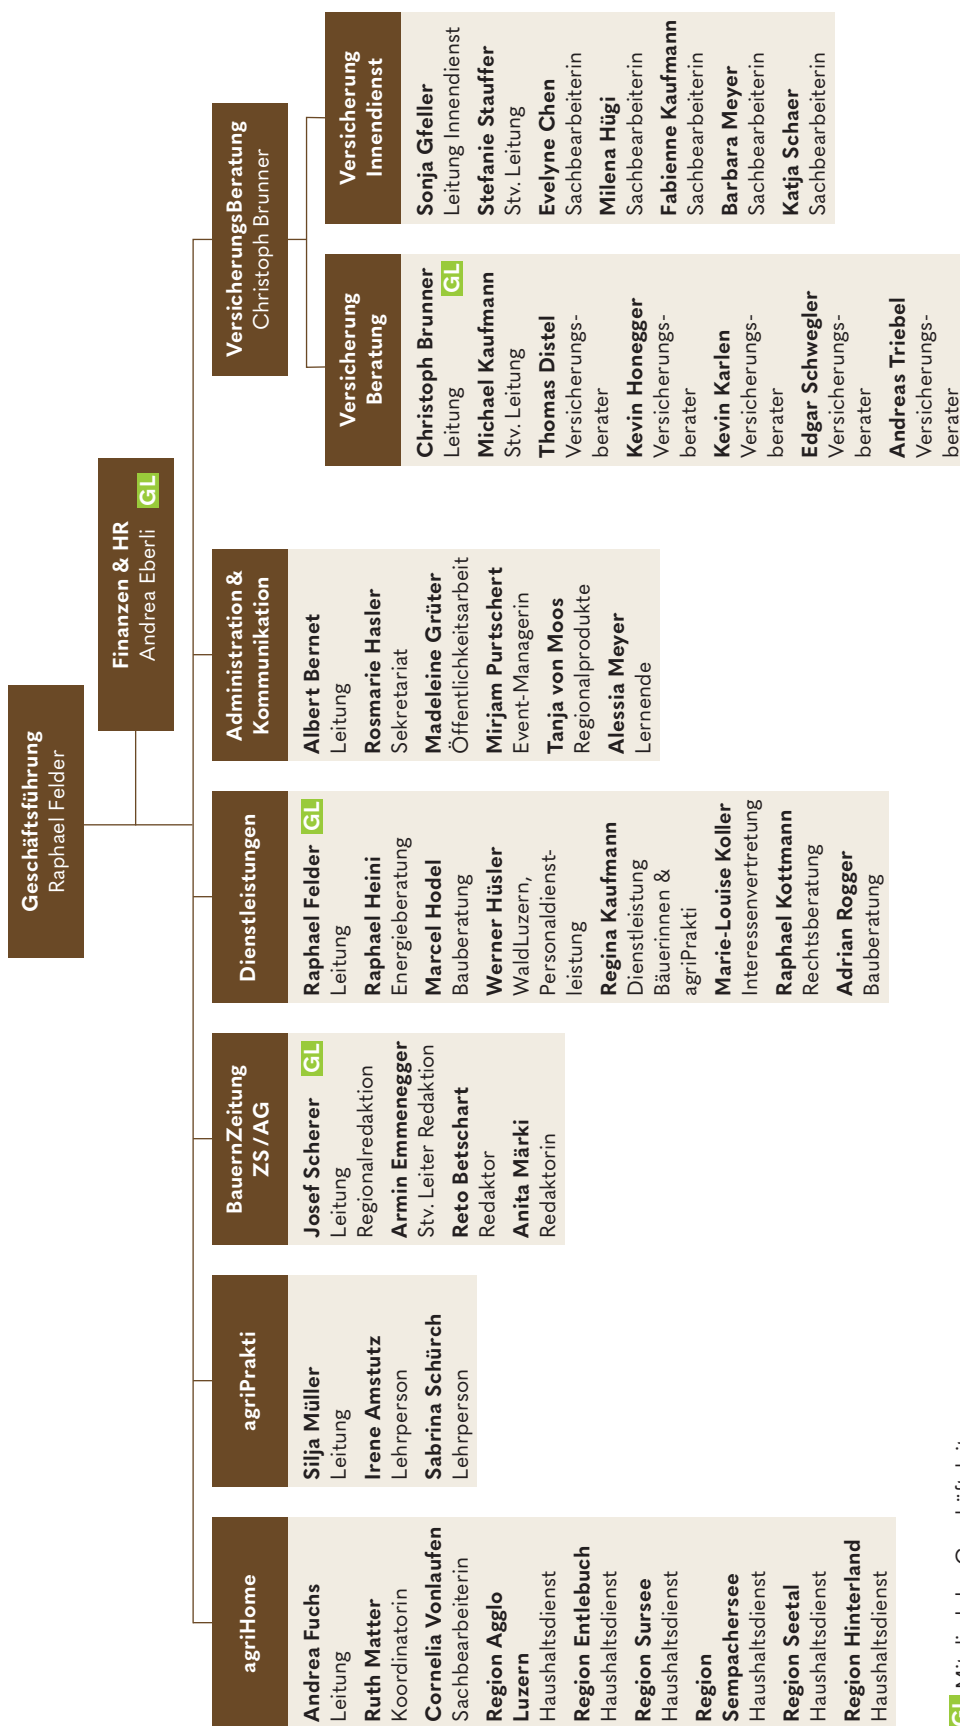 Geschäftsführung
Raphael Felder
Finanzen & HR
Andrea Eberli GL
agriHome
Andrea Fuchs
Leitung
Ruth Matter
Koordinatorin
Cornelia Vonlaufen
Sachbearbeiterin
Region Agglo
Luzern
Haushaltsdienst
Region Entlebuch
Haushaltsdienst
Region Sursee
Haushaltsdienst
Region
Sempachersee
Haushaltsdienst
Region Seetal
Haushaltsdienst
Region Hinterland
Haushaltsdienst
agriPrakti
Silja Müller
Leitung
Irene Amstutz
Lehrperson
Sabrina Schürch
Lehrperson
BauernZeitung
ZS/AG
Josef Scherer GL
Leitung
Regionalredaktion
Armin Emmenegger
Stv. Leiter Redaktion
Reto Betschart
Redaktor
Anita Märki
Redaktorin
Dienstleistungen
Raphael Felder GL
Leitung
Raphael Heini
Energieberatung
Marcel Hodel
Bauberatung
Werner Hüsler
WaldLuzern,
Personaldienst-
leistung
Regina Kaufmann
Dienstleistung
Bäuerinnen &
agriPrakti
Marie-Louise Koller
Interessenvertretung
Raphael Kottmann
Rechtsberatung
Adrian Rogger
Bauberatung
Administration &
Kommunikation
Albert Bernet
Leitung
Rosmarie Hasler
Sekretariat
Madeleine Grüter
Öffentlichkeitsarbeit
Mirjam Purtschert
Event-Managerin
Tanja von Moos
Regionalprodukte
Alessia Meyer
Lernende
VersicherungsBeratung
Christoph Brunner
Versicherung
Beratung
Christoph Brunner
Leitung GL
Michael Kaufmann
Stv. Leitung
Thomas Distel
Versicherungs-
berater
Kevin Honegger
Versicherungs-
berater
Kevin Karlen
Versicherungs-
berater
Edgar Schwegler
Versicherungs-
berater
Andreas Triebel
Versicherungs-
berater
Versicherung
Innendienst
Sonja Gfeller
Leitung Innendienst
Stefanie Stauffer
Stv. Leitung
Evelyne Chen
Sachbearbeiterin
Milena Hügi
Sachbearbeiterin
Fabienne Kaufmann
Sachbearbeiterin
Barbara Meyer
Sachbearbeiterin
Katja Schaer
Sachbearbeiterin
GL